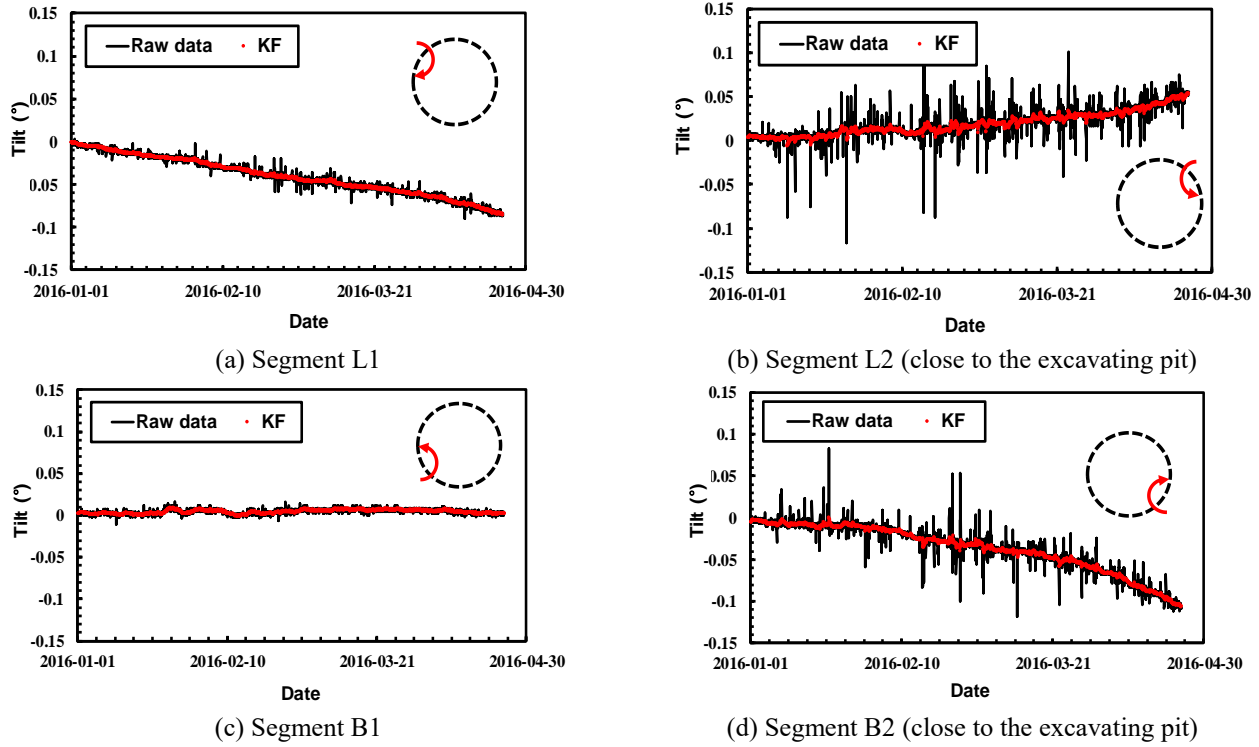 0.15
Raw data KF
0.1
0.05
0
0.05
-0.1
-0.15
Tilt (°)
2016-01-01 2016-02-10 2016-03-21 2016-04-30
Date
(a) Segment L1
0.15
0.1
Raw data KF
0.05
0
-0.05
-0.1
-0.15
Tilt (°)
2016-01-01 2016-02-10 2016-03-21 2016-04-30
Date
(b) Segment L2 (close to the excavating pit)
0.15
Raw data KF
0.1
0.05
0
-0.05
-0.1
-0.15
Tilt (°)
2016-01-01 2016-02-10 2016-03-21 2016-04-30
Date
(c) Segment B1
0.15
Raw data KF
0.1
0.05
0
-0.05
-0.1
-0.15
Tilt (°)
2016-01-01 2016-02-10 2016-03-21 2016-04-30
Date
(d) Segment B2 (close to the excavating pit)